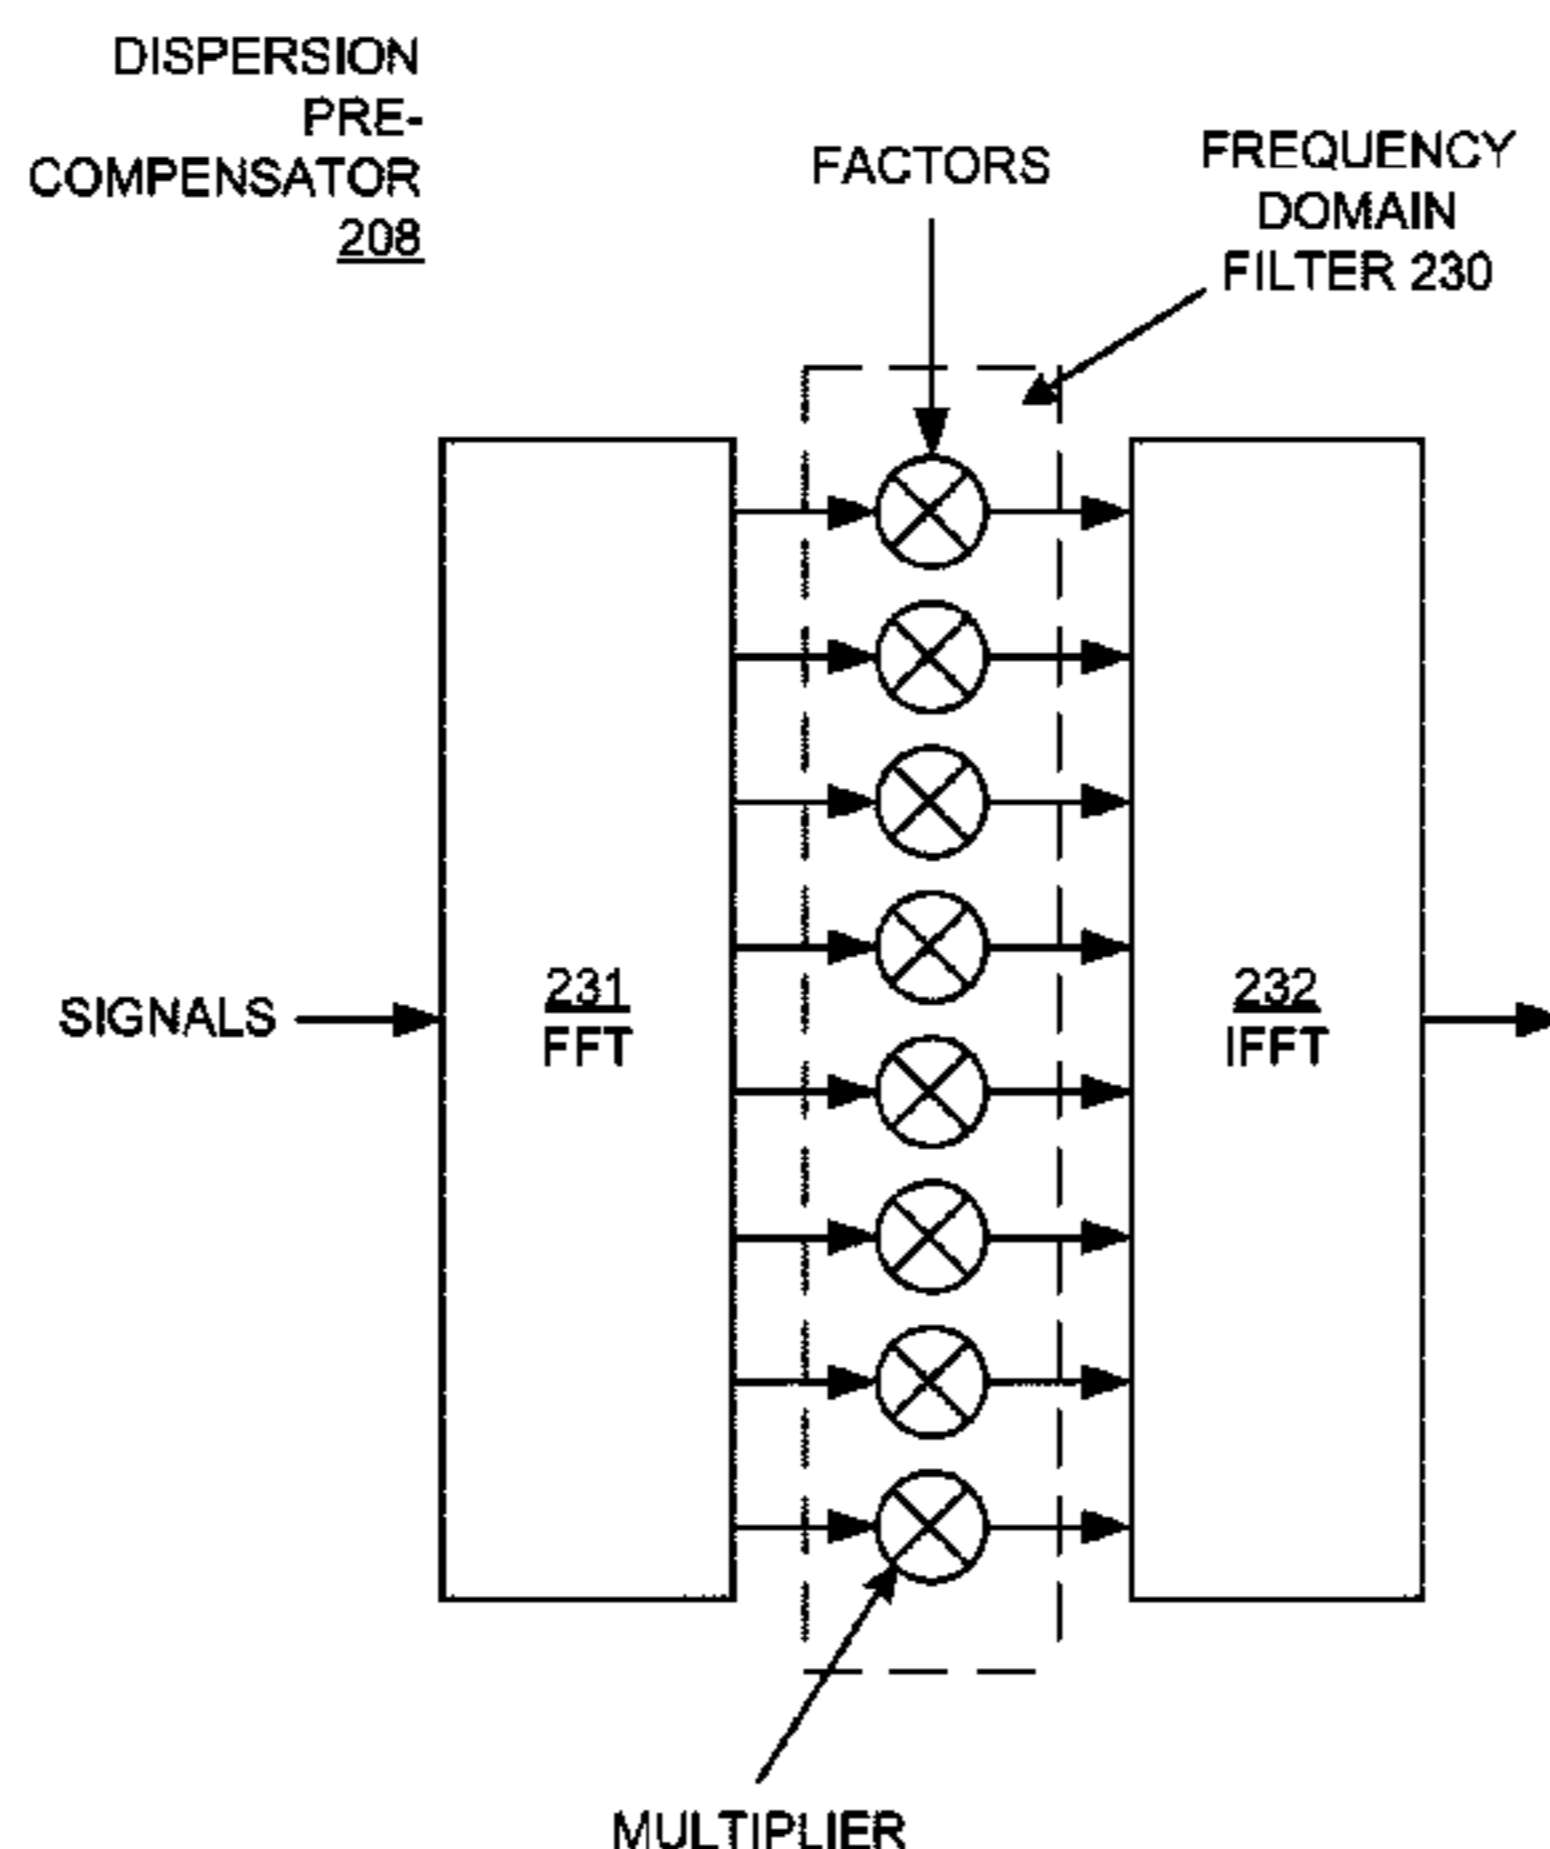 DISPERSION
PRE-
COMPENSATOR
208
FACTORS
FREQUENCY
DOMAIN
FILTER 230
SIGNALS
231
FFT
232
IFFT
MULTIPLIER